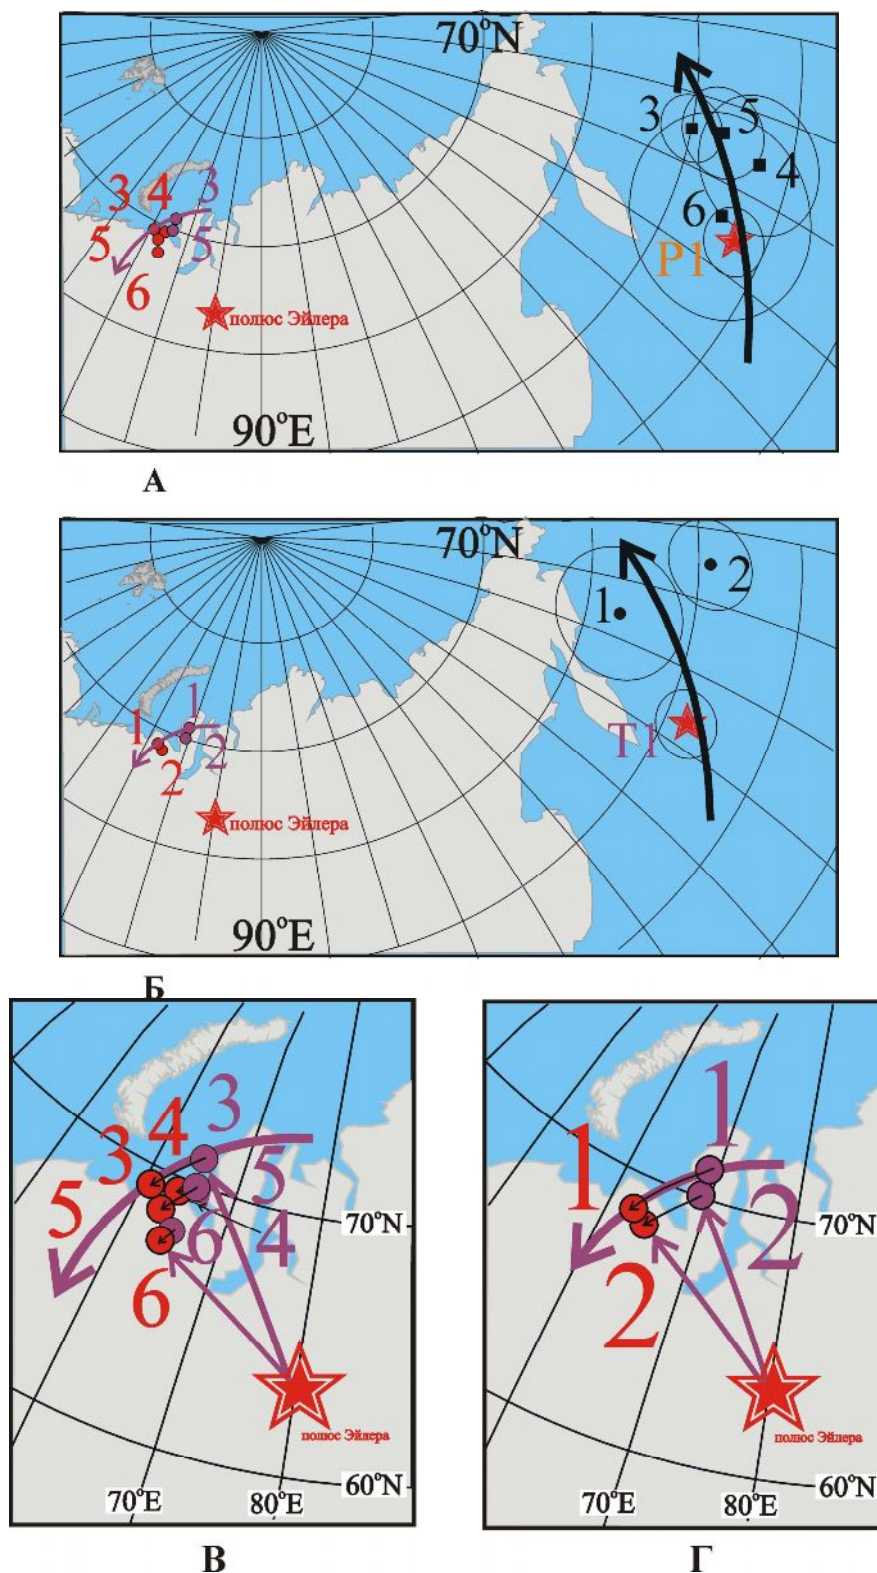 70°N
3
5
4
6
P1
3 4 3
5 5
6
полюс Эйлера
90°E
А
70°N
2
1
T1
1
1
2
2
полюс Эйлера
90°E
Б
3
4
3
5
5
6
4
6
70°N
полюс Эйлера
60°N
70°E
80°E
В
1
1
2
2
70°N
полюс Эйлера
60°N
70°E
80°E
Г